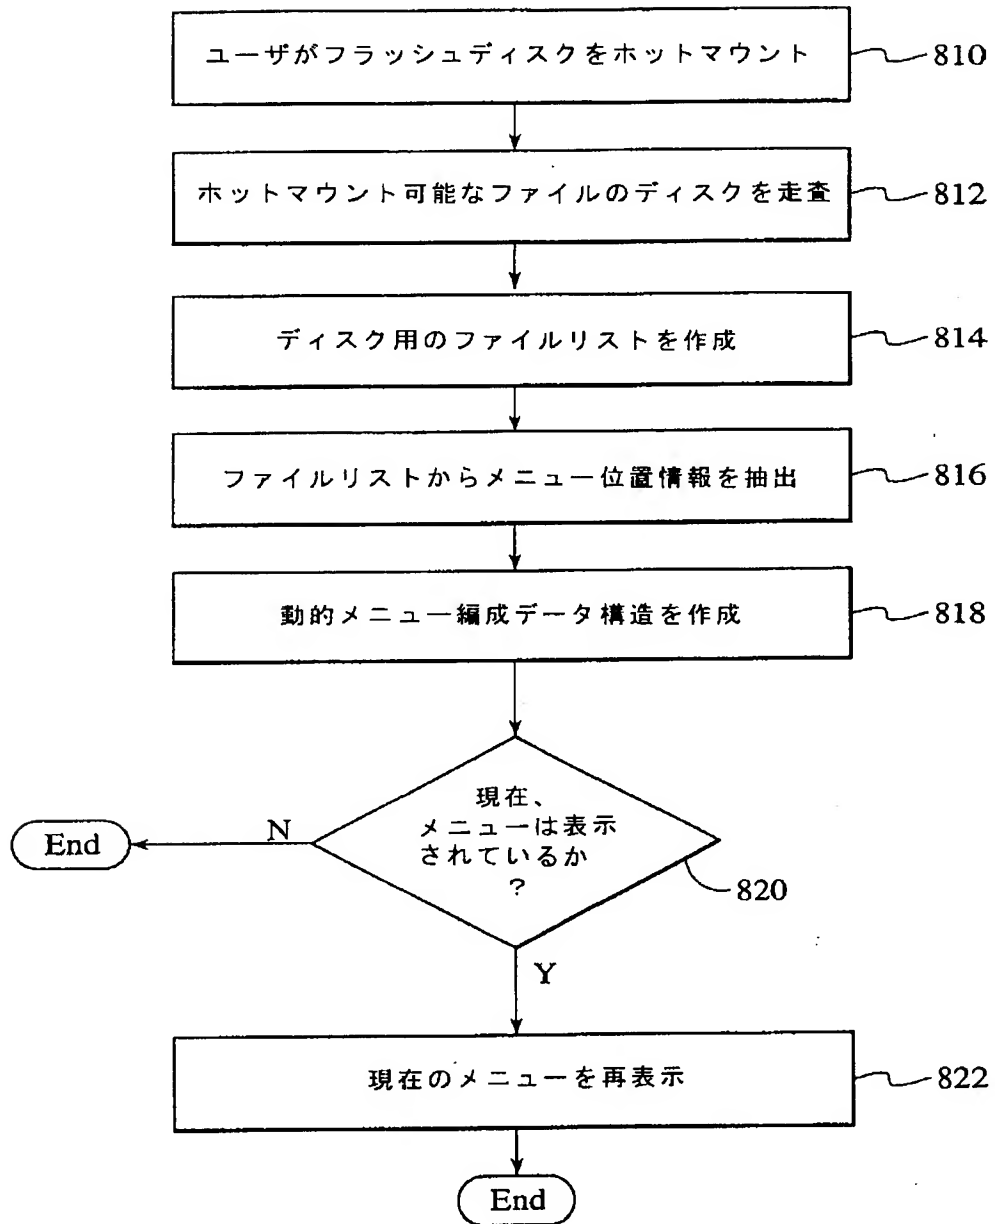 ユーザがフラッシュディスクをホットマウント
810
ホットマウント可能なファイルのディスクを走査
812
ディスク用のファイルリストを作成
814
ファイルリストからメニュー位置情報を抽出
816
動的メニュー編成データ構造を作成
818
現在、
メニューは表示
されているか
?
820
N
End
Y
現在のメニューを再表示
822
End